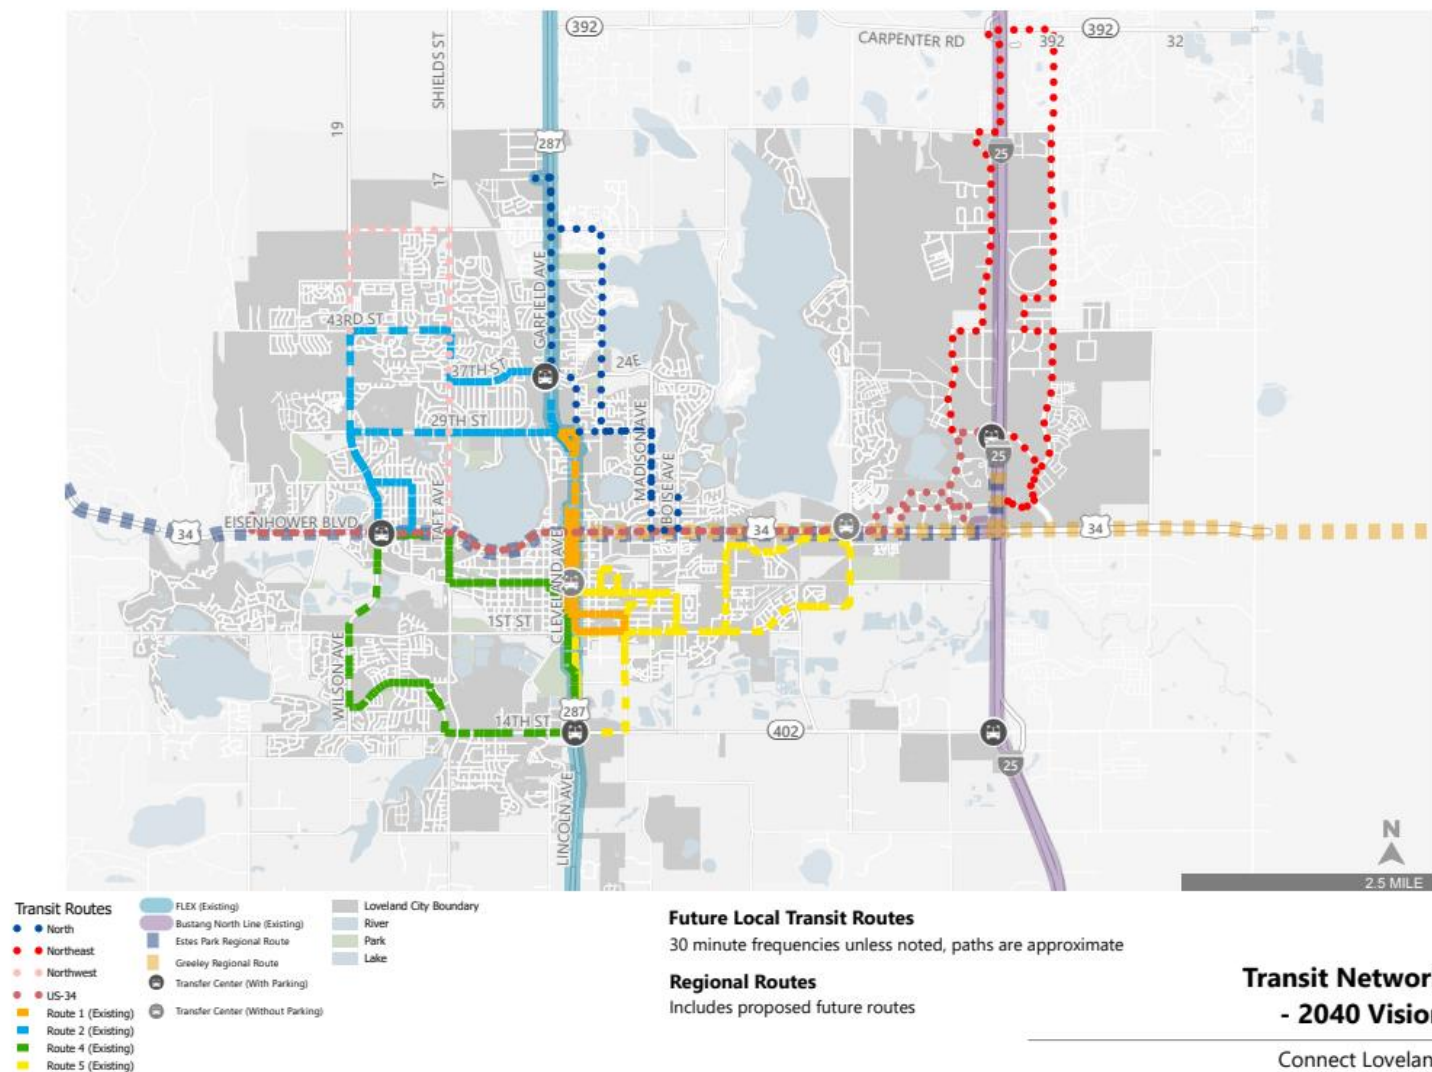 392
CARPENTER RD
392
392
32
SHIELDS ST
19
287
25
17
GARFIELD AVE
43RD ST
37TH ST
24E
29TH ST
MADISON AVE
BOISE AVE
TAFT AVE
25
EISENHOWER BLVD
34
34
34
CLEVELAND AVE
1ST ST
WILSON AVE
14TH ST
287
402
25
LINCOLN AVE
N
2.5 MILE
Transit Routes
North
Northeast
Northwest
US-34
Route 1 (Existing)
Route 2 (Existing)
Route 4 (Existing)
Route 5 (Existing)
FLEX (Existing)
Bustang North Line (Existing)
Estes Park Regional Route
Greeley Regional Route
Transfer Center (With Parking)
Transfer Center (Without Parking)
Loveland City Boundary
River
Park
Lake
Future Local Transit Routes
30 minute frequencies unless noted, paths are approximate
Regional Routes
Includes proposed future routes
Transit Networ
- 2040 Visio
Connect Lovelan